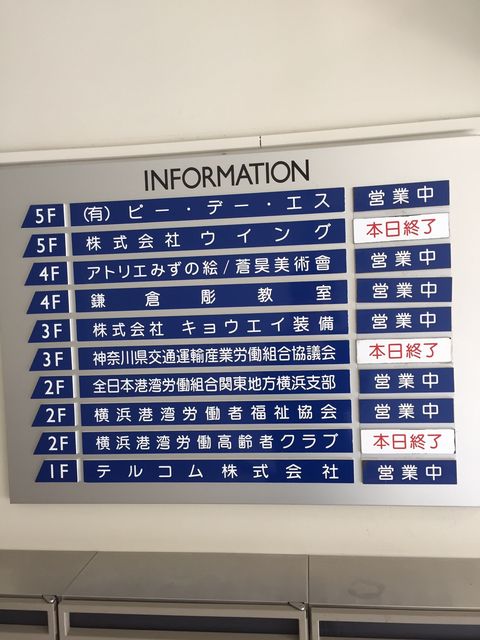 INFORMATION
5F (有) ピー・デー・エス 営業中
5F 株式会社ウイング 本日終了
4F アトリエみずの絵/蒼昊美術會 営業中
4F 鎌倉彫教室 営業中
3F 株式会社 キョウエイ装備 営業中
3F 神奈川県交通運輸産業労働組合協議会 本日終了
2F 全日本港湾労働組合関東地方横浜支部 営業中
2F 横浜港湾労働者福祉協会 営業中
2F 横浜港湾労働高齢者クラブ 本日終了
1F テルコム株式会社 営業中